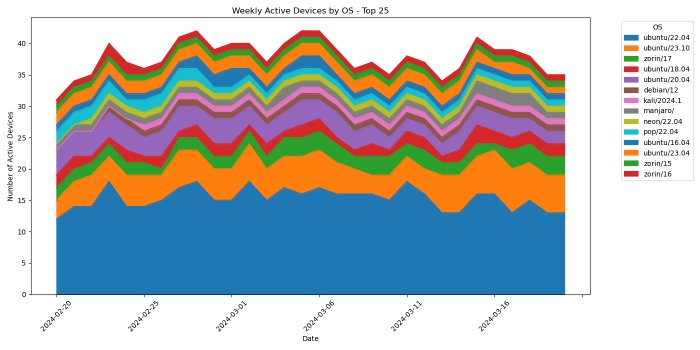 Weekly Active Devices by OS - Top 25
Number of Active Devices
40
35
30
25
20
15
10
5
0
2024-02-20
2024-02-25
2024-03-01
2024-03-06
2024-03-11
2024-03-16
Date
OS
ubuntu/22.04
ubuntu/23.10
zorin/17
ubuntu/18.04
ubuntu/20.04
debian/12
kali/2024.1
manjaro/
neon/22.04
pop/22.04
ubuntu/16.04
ubuntu/23.04
zorin/15
zorin/16